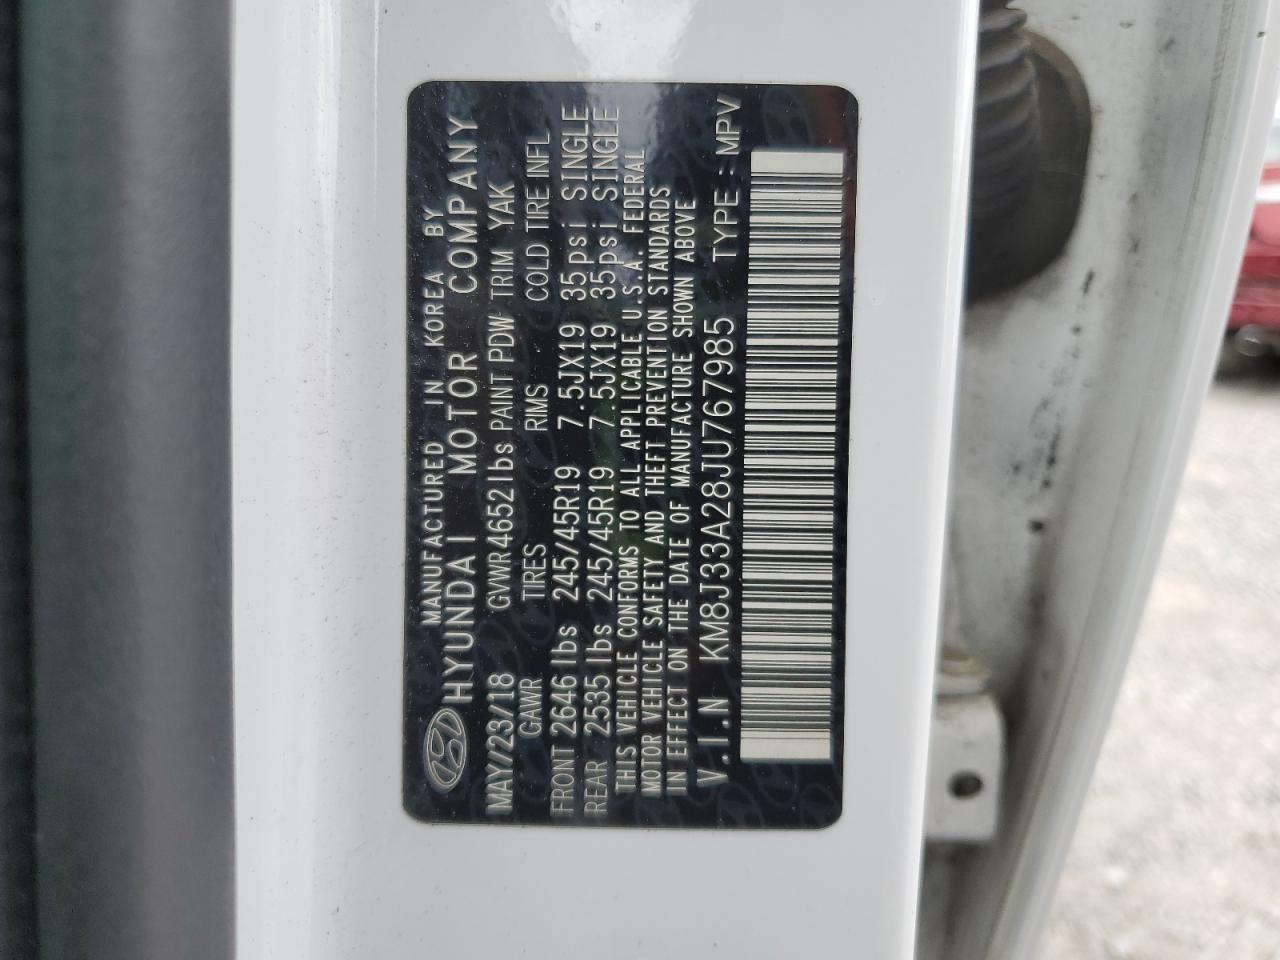 MANUFACTURED IN KOREA BY
HYUNDAI MOTOR COMPANY
MAY/23/18 GVWR 4652 lbs PAINT PDW TRIM YAK
GAWR TIRES RIMS COLD TIRE INFL
FRONT 2646 lbs 245/45R19 7.5JX19 35psi SINGLE
REAR 2535 lbs 245/45R19 7.5JX19 35psi SINGLE
THIS VEHICLE CONFORMS TO ALL APPLICABLE U.S.A. FEDERAL
MOTOR VEHICLE SAFETY AND THEFT PREVENTION STANDARDS
IN EFFECT ON THE DATE OF MANUFACTURE SHOWN ABOVE
V.I.N KM8J33A28JU767985 TYPE : MPV